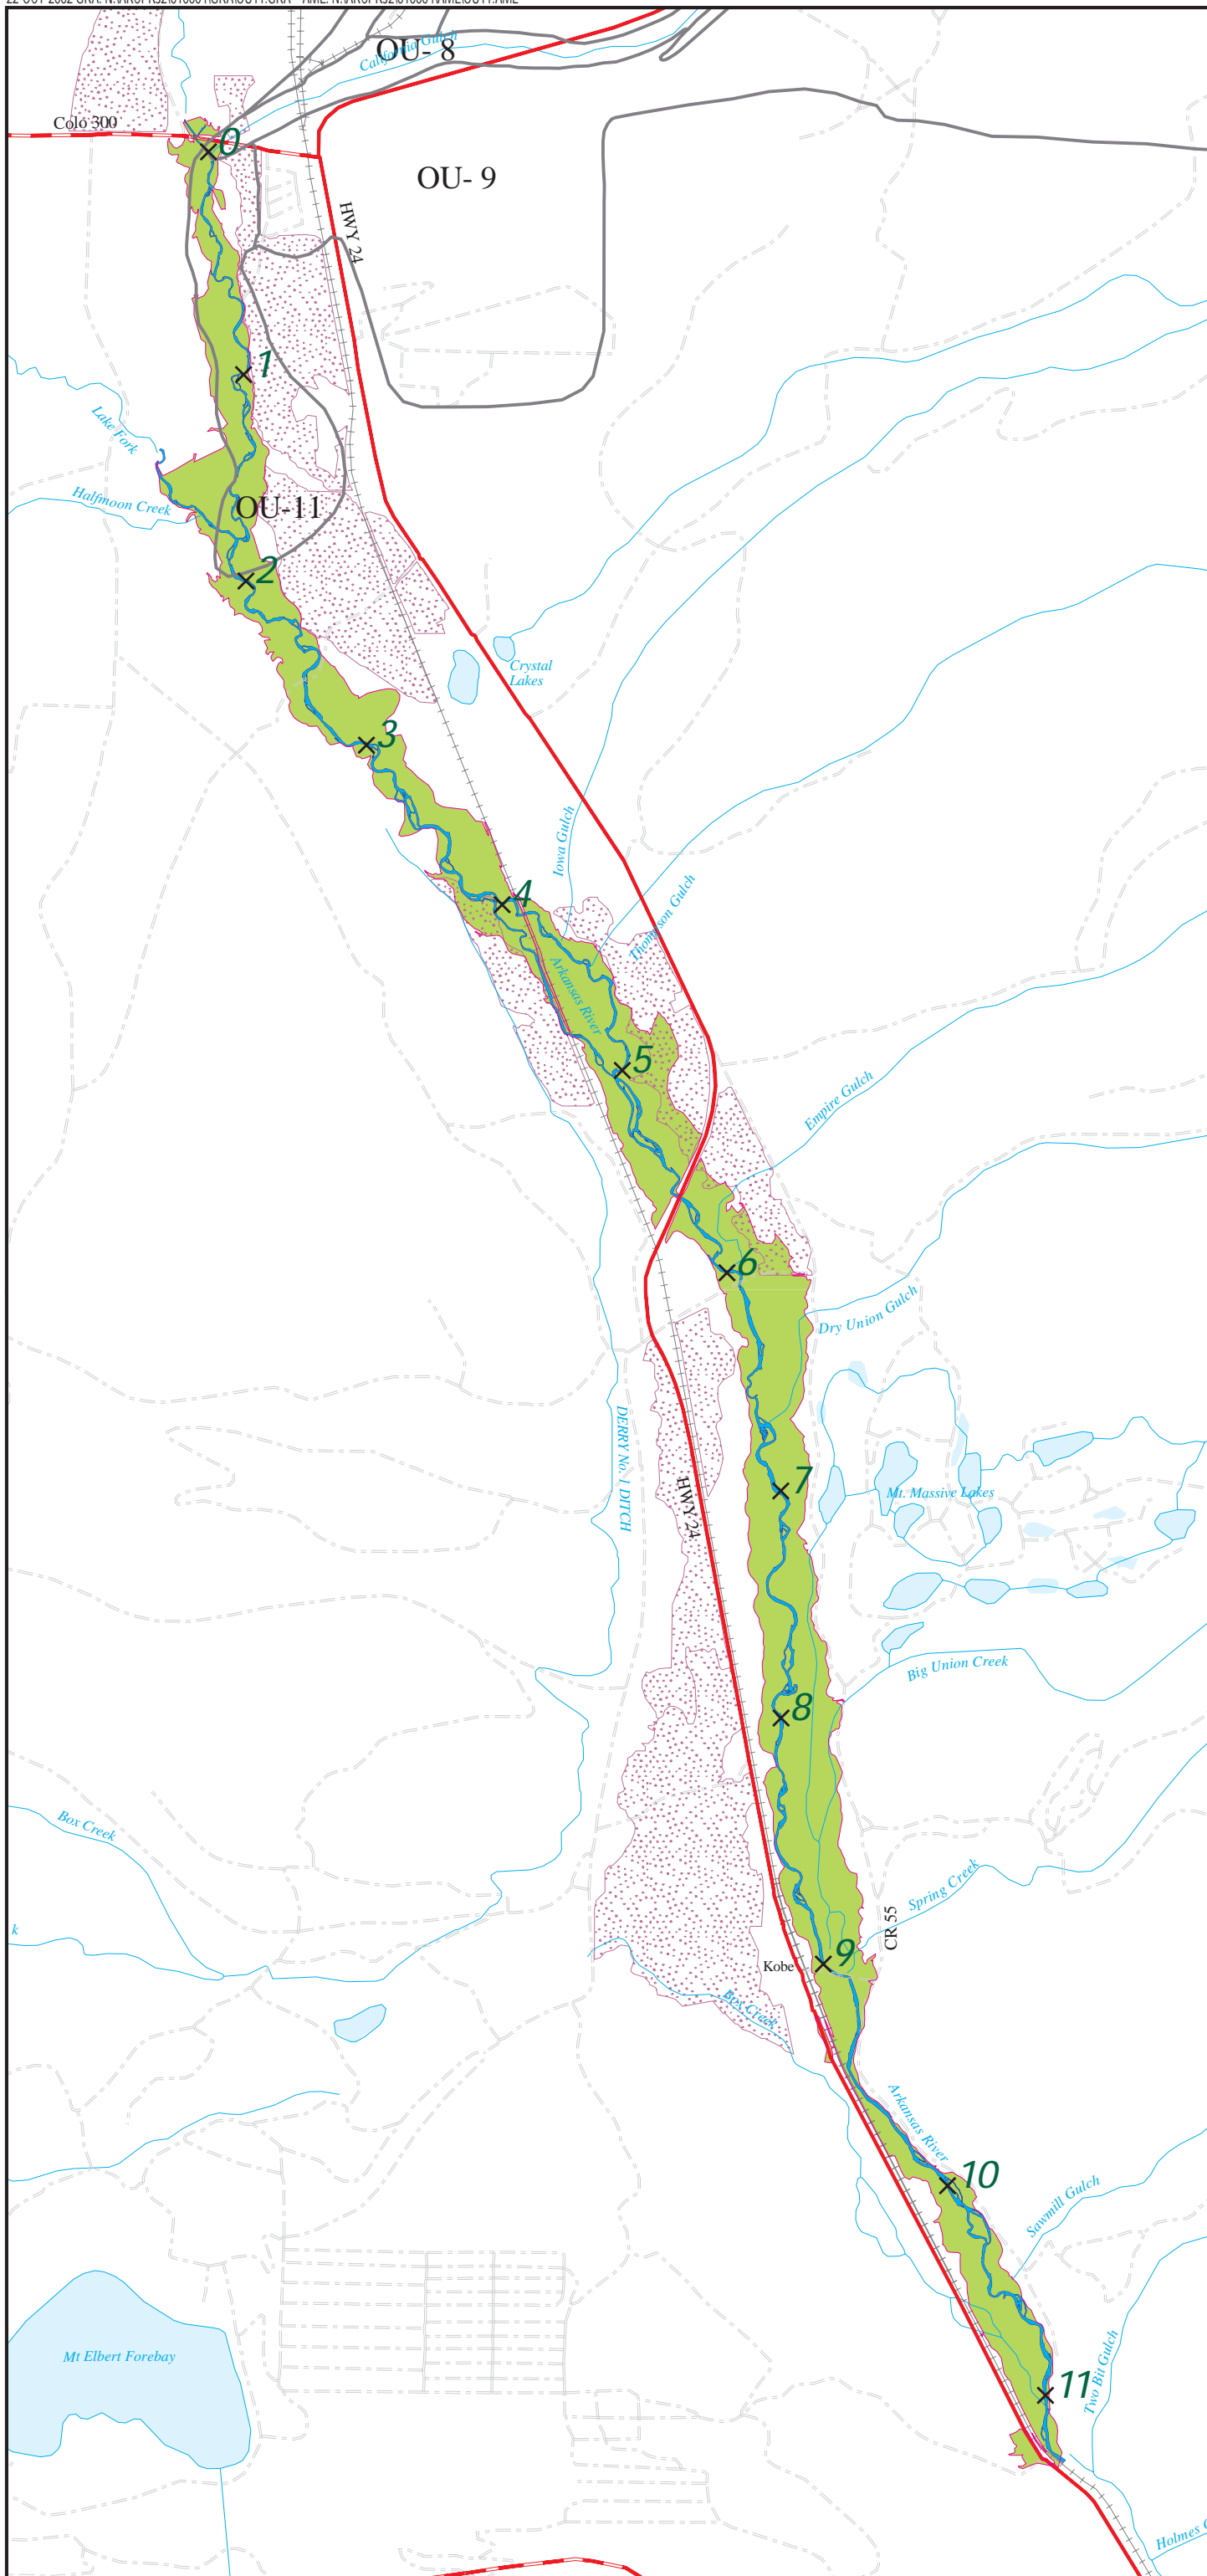 California Gulch
OU- 8
Colo 300
0
OU- 9
HWY 24
1
Lake Fork
Halfmoon Creek
OU-11
2
Crystal
Lakes
3
Iowa Gulch
4
Thompson Gulch
Arkansas River
5
Empire Gulch
6
Dry Union Gulch
DERRY No. 1 DITCH
7
HWY 24
Mt. Massive Lakes
Big Union Creek
8
Box Creek
Spring Creek
CR 55
k
9
Kobe
Box Creek
Arkansas River
10
Sawmill Gulch
Mt Elbert Forebay
Two Bit Gulch
11
Holmes